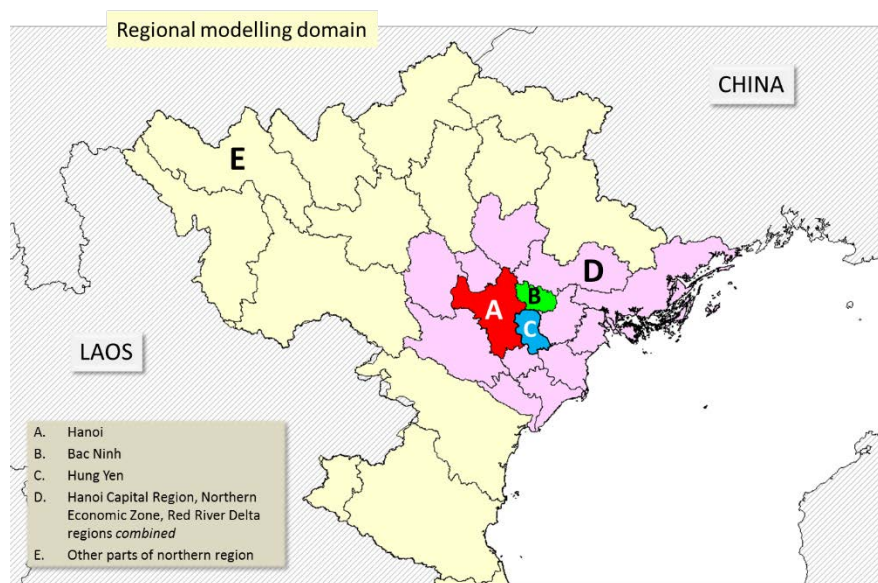 Regional modelling domain
CHINA
E
D
B
A
C
LAOS
A. Hanoi
B. Bac Ninh
C. Hung Yen
D. Hanoi Capital Region, Northern
Economic Zone, Red River Delta
regions combined
E. Other parts of northern region